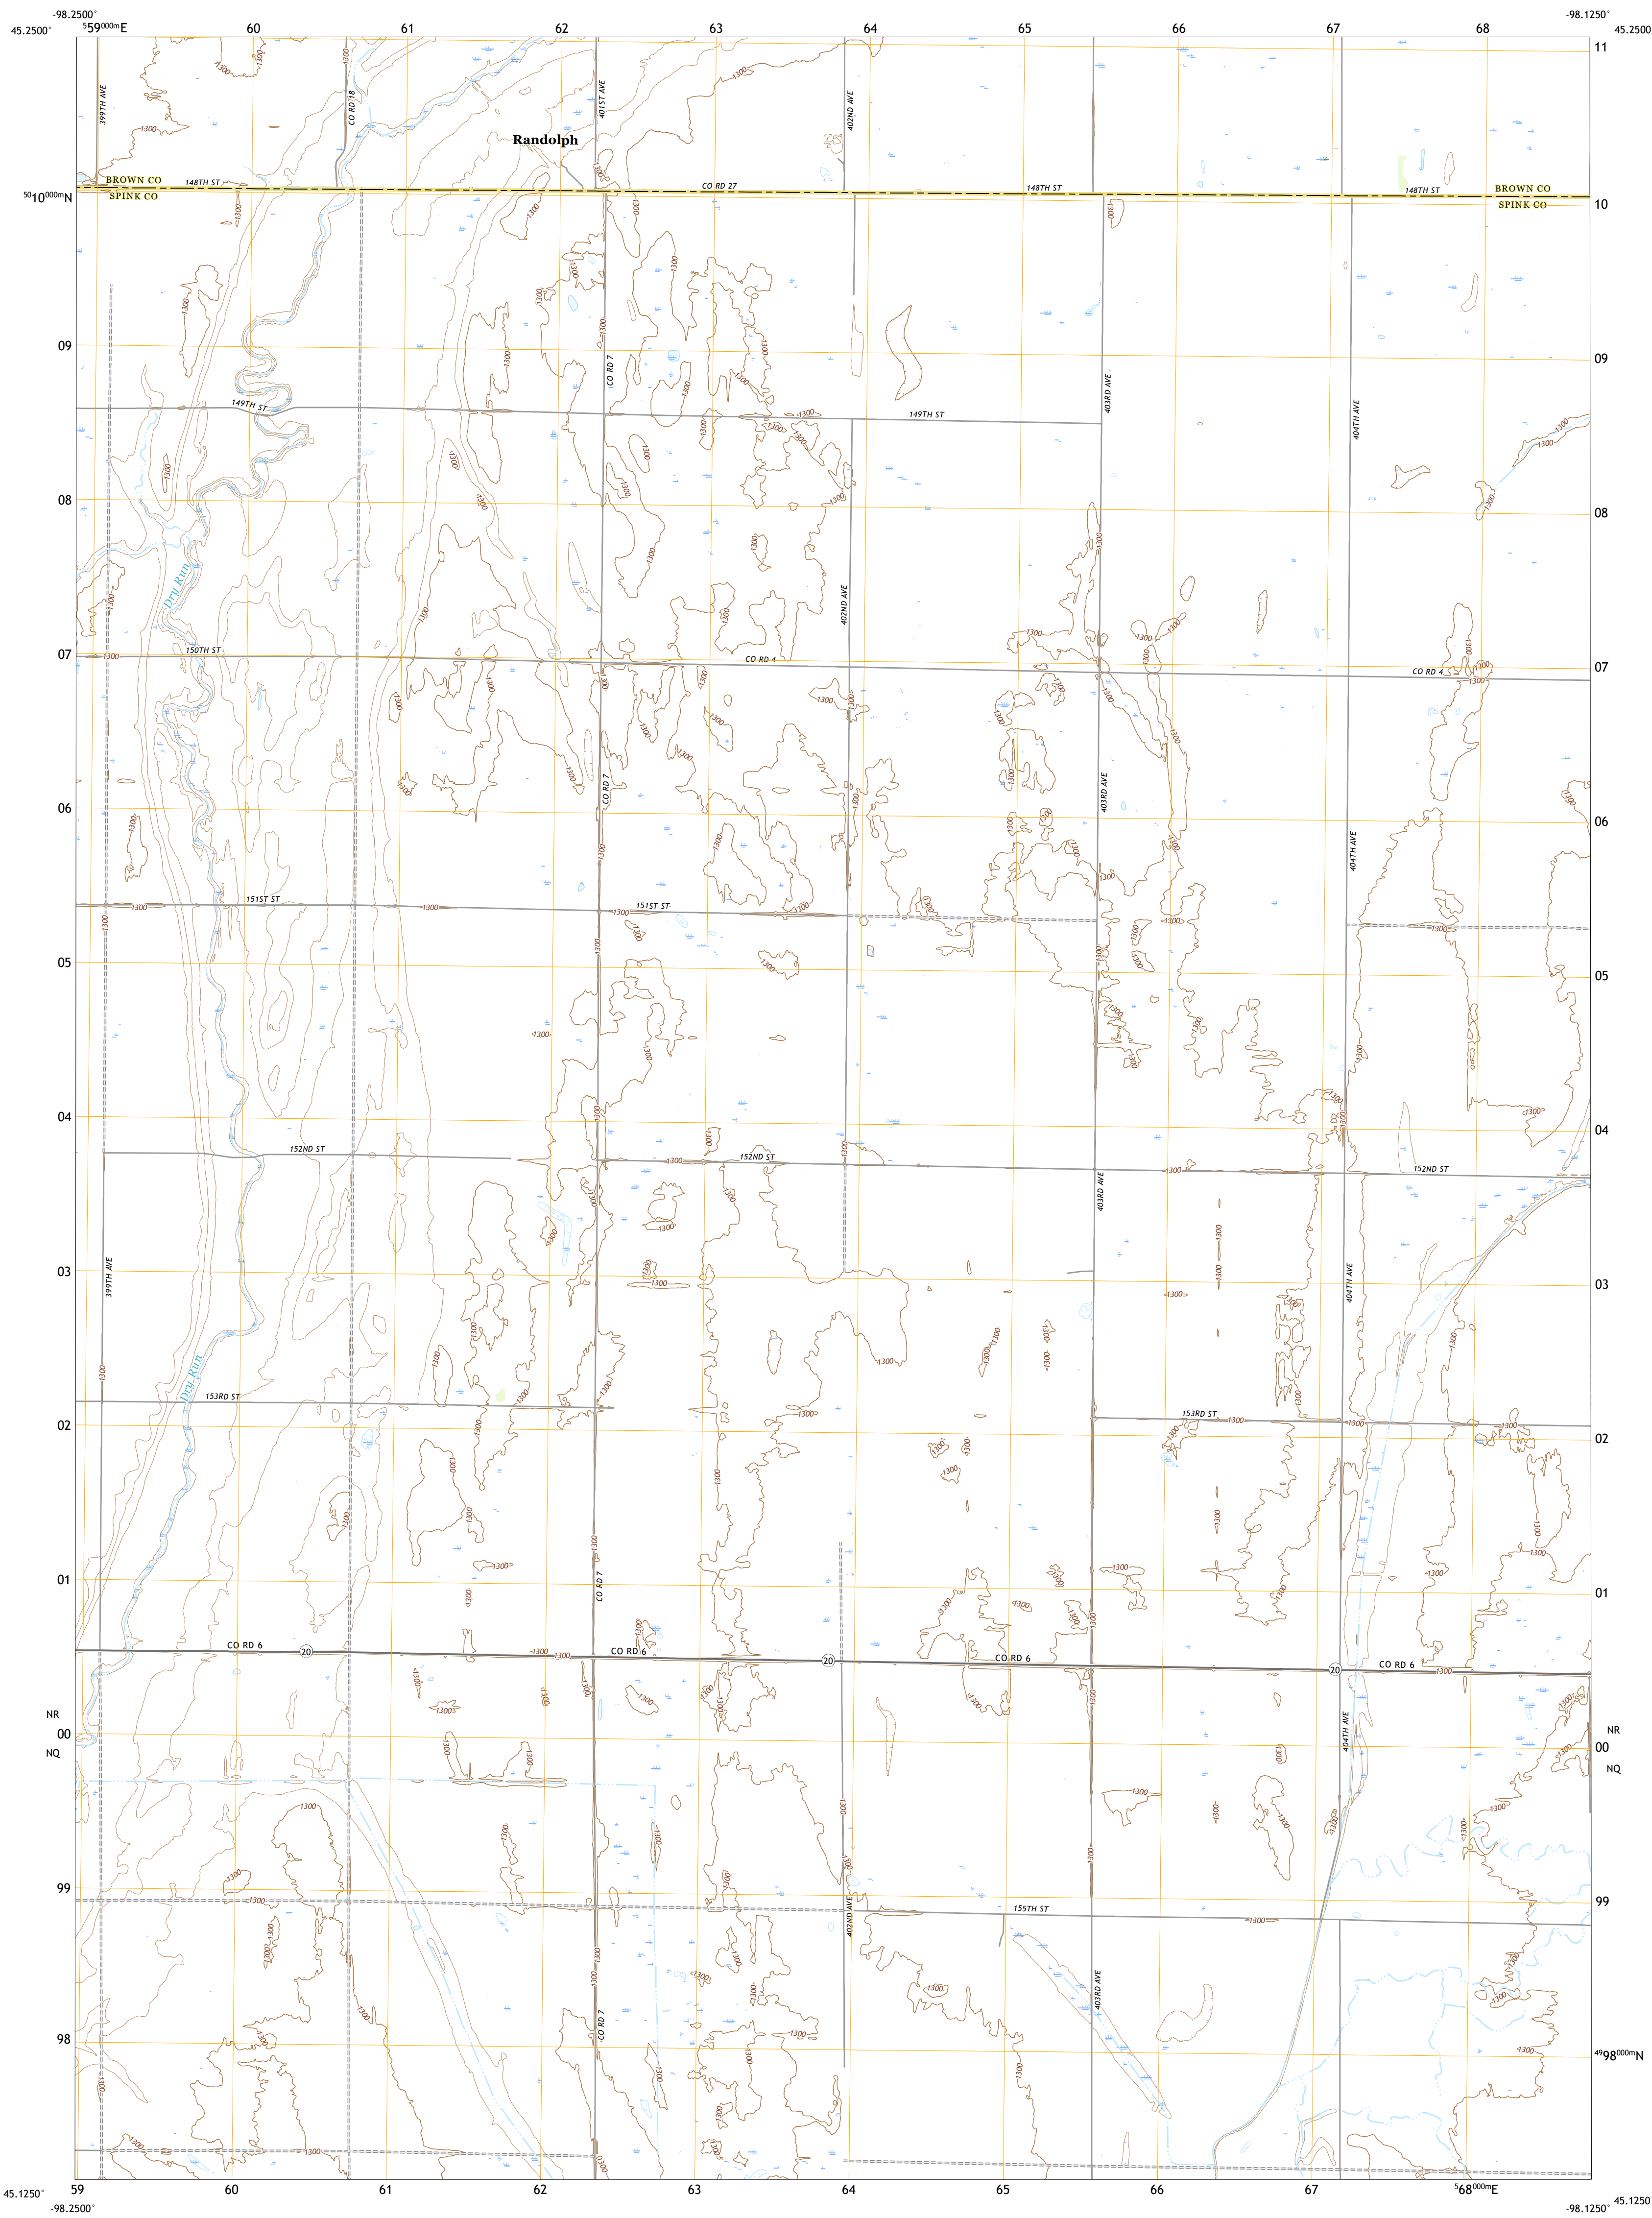 -98.2500° -98.1250°
45.2500° ⁵59⁰⁰⁰ᵐE 60 61 62 63 64 65 66 67 68 45.2500°
11
399TH AVE CO RD 18 401ST AVE 402ND AVE
Randolph
BROWN CO 148TH ST CO RD 27 148TH ST 148TH ST BROWN CO
SPINK CO SPINK CO
⁵⁰10⁰⁰⁰ᵐN 10
09 CO RD 7 09
403RD AVE
149TH ST 149TH ST 404TH AVE
08 08
Dry Run
402ND AVE
07 150TH ST CO RD 4 CO RD 4 07
CO RD 7 403RD AVE
06 06
404TH AVE
151ST ST 151ST ST
05 05
04 04
152ND ST 152ND ST 152ND ST
403RD AVE
399TH AVE 404TH AVE
03 03
Dry Run
153RD ST 153RD ST
02 02
01 CO RD 7 01
CO RD 6 20 CO RD 6 20 CO RD 6 20 CO RD 6
NR 404TH AVE NR
00 00
NQ NQ
1300
99 402ND AVE 99
155TH ST
403RD AVE
98 CO RD 7 ⁴⁹98⁰⁰⁰ᵐN
45.1250° 59 60 61 62 63 64 65 66 67 ⁵68⁰⁰⁰ᵐE 45.1250
-98.2500° -98.1250°